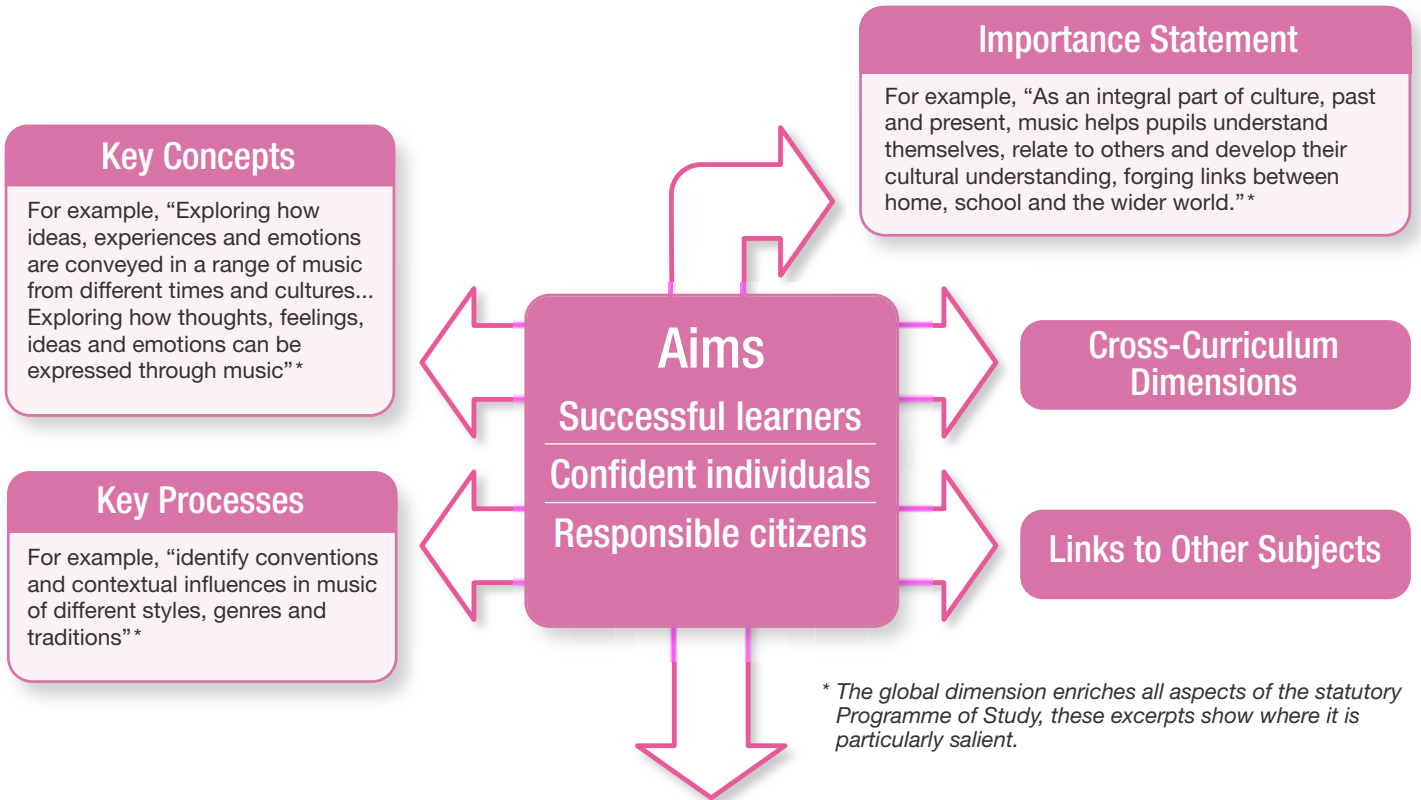 Importance Statement
For example, “As an integral part of culture, past
and present, music helps pupils understand
themselves, relate to others and develop their
cultural understanding, forging links between
home, school and the wider world.”*
Key Concepts
For example, “Exploring how
ideas, experiences and emotions
are conveyed in a range of music
from different times and cultures...
Exploring how thoughts, feelings,
ideas and emotions can be
expressed through music”*
Aims
Successful learners
Confident individuals
Responsible citizens
Cross-Curriculum
Dimensions
Key Processes
For example, “identify conventions
and contextual influences in music
of different styles, genres and
traditions”*
Links to Other Subjects
* The global dimension enriches all aspects of the statutory
Programme of Study, these excerpts show where it is
particularly salient.